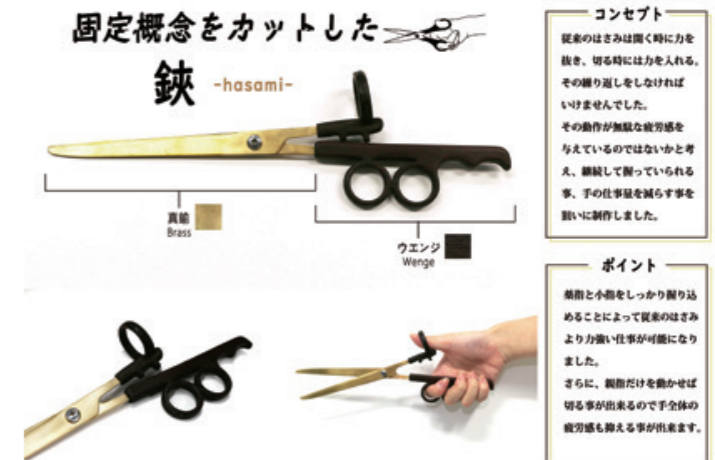 固定概念をカットした
鋏 -hasami-
真鍮
Brass
ウエンジ
Wenge
コンセプト
従来のはさみは開く時に力を
抜き、切る時には力を入れる。
その繰り返しをしなければ
いけませんでした。
その動作が無駄な疲労感を
与えているのではないかと考
え、継続して握っていられる
事、手の仕事量を減らす事を
狙いに制作しました。
ポイント
薬指と小指をしっかり握り込
めることによって従来のはさみ
より力強い仕事が可能になり
ました。
さらに、親指だけを動かせば
切る事が出来るので手全体の
疲労感も抑える事が出来ます。